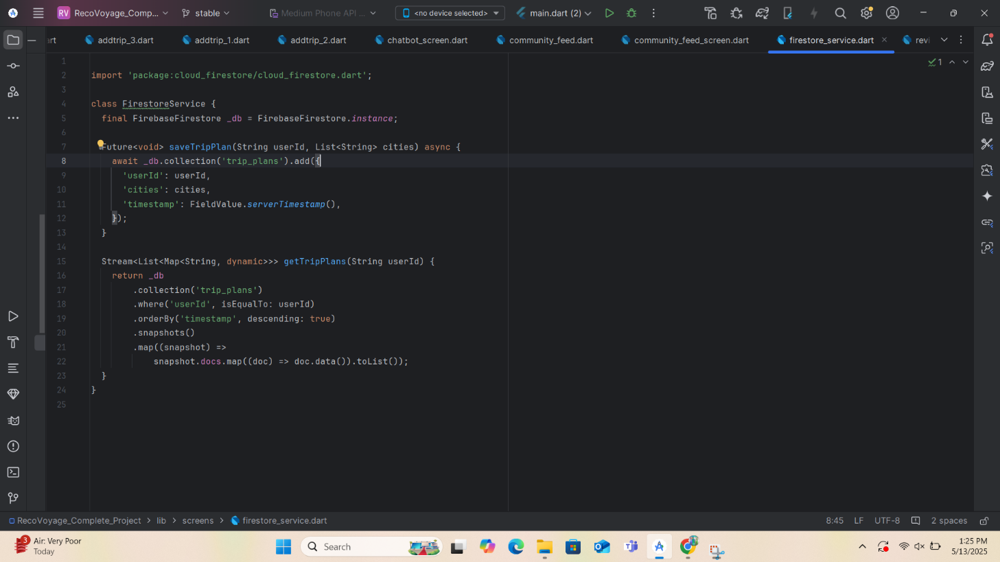 RV RecoVoyage_Comp... stable Medium Phone API ... <no device selected> main.dart (2)
art addtrip_3.dart addtrip_1.dart addtrip_2.dart chatbot_screen.dart community_feed.dart community_feed_screen.dart firestore_service.dart revi
1
1
2 import 'package:cloud_firestore/cloud_firestore.dart';
3
4 class FirestoreService {
5 final FirebaseFirestore _db = FirebaseFirestore.instance;
6
7 Future<void> saveTripPlan(String userId, List<String> cities) async {
8 await _db.collection('trip_plans').add({
9 'userId': userId,
10 'cities': cities,
11 'timestamp': FieldValue.serverTimestamp(),
12 });
13 }
14
15 Stream<List<Map<String, dynamic>>> getTripPlans(String userId) {
16 return _db
17 .collection('trip_plans')
18 .where('userId', isEqualTo: userId)
19 .orderBy('timestamp', descending: true)
20 .snapshots()
21 .map((snapshot) =>
22 snapshot.docs.map((doc) => doc.data()).toList());
23 }
24 }
25
RecoVoyage_Complete_Project > lib > screens > firestore_service.dart 8:45 LF UTF-8 2 spaces
3 Air: Very Poor
Today
Search
1:25 PM
5/13/2025